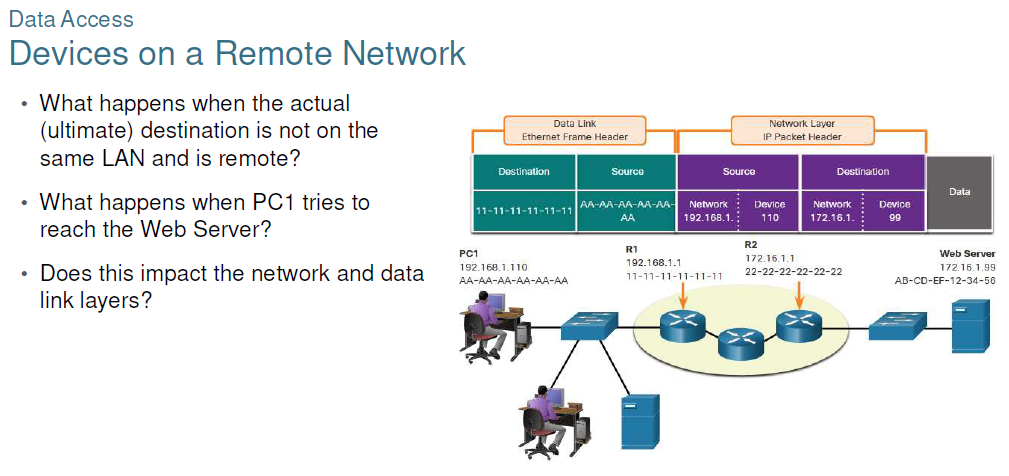 Data Access
Devices on a Remote Network
• What happens when the actual
(ultimate) destination is not on the
same LAN and is remote?
• What happens when PC1 tries to
reach the Web Server?
• Does this impact the network and data
link layers?
Data Link
Ethernet Frame Header
Network Layer
IP Packet Header
Destination
Source
Source
Destination
Data
11-11-11-11-11-11
AA-AA-AA-AA-AA-
AA
Network
192.168.1.
Device
110
Network
172.16.1.
Device
99
PC1
192.168.1.110
AA-AA-AA-AA-AA-AA
R1
192.168.1.1
11-11-11-11-11-11
R2
172.16.1.1
22-22-22-22-22-22
Web Server
172.16.1.99
AB-CD-EF-12-34-56